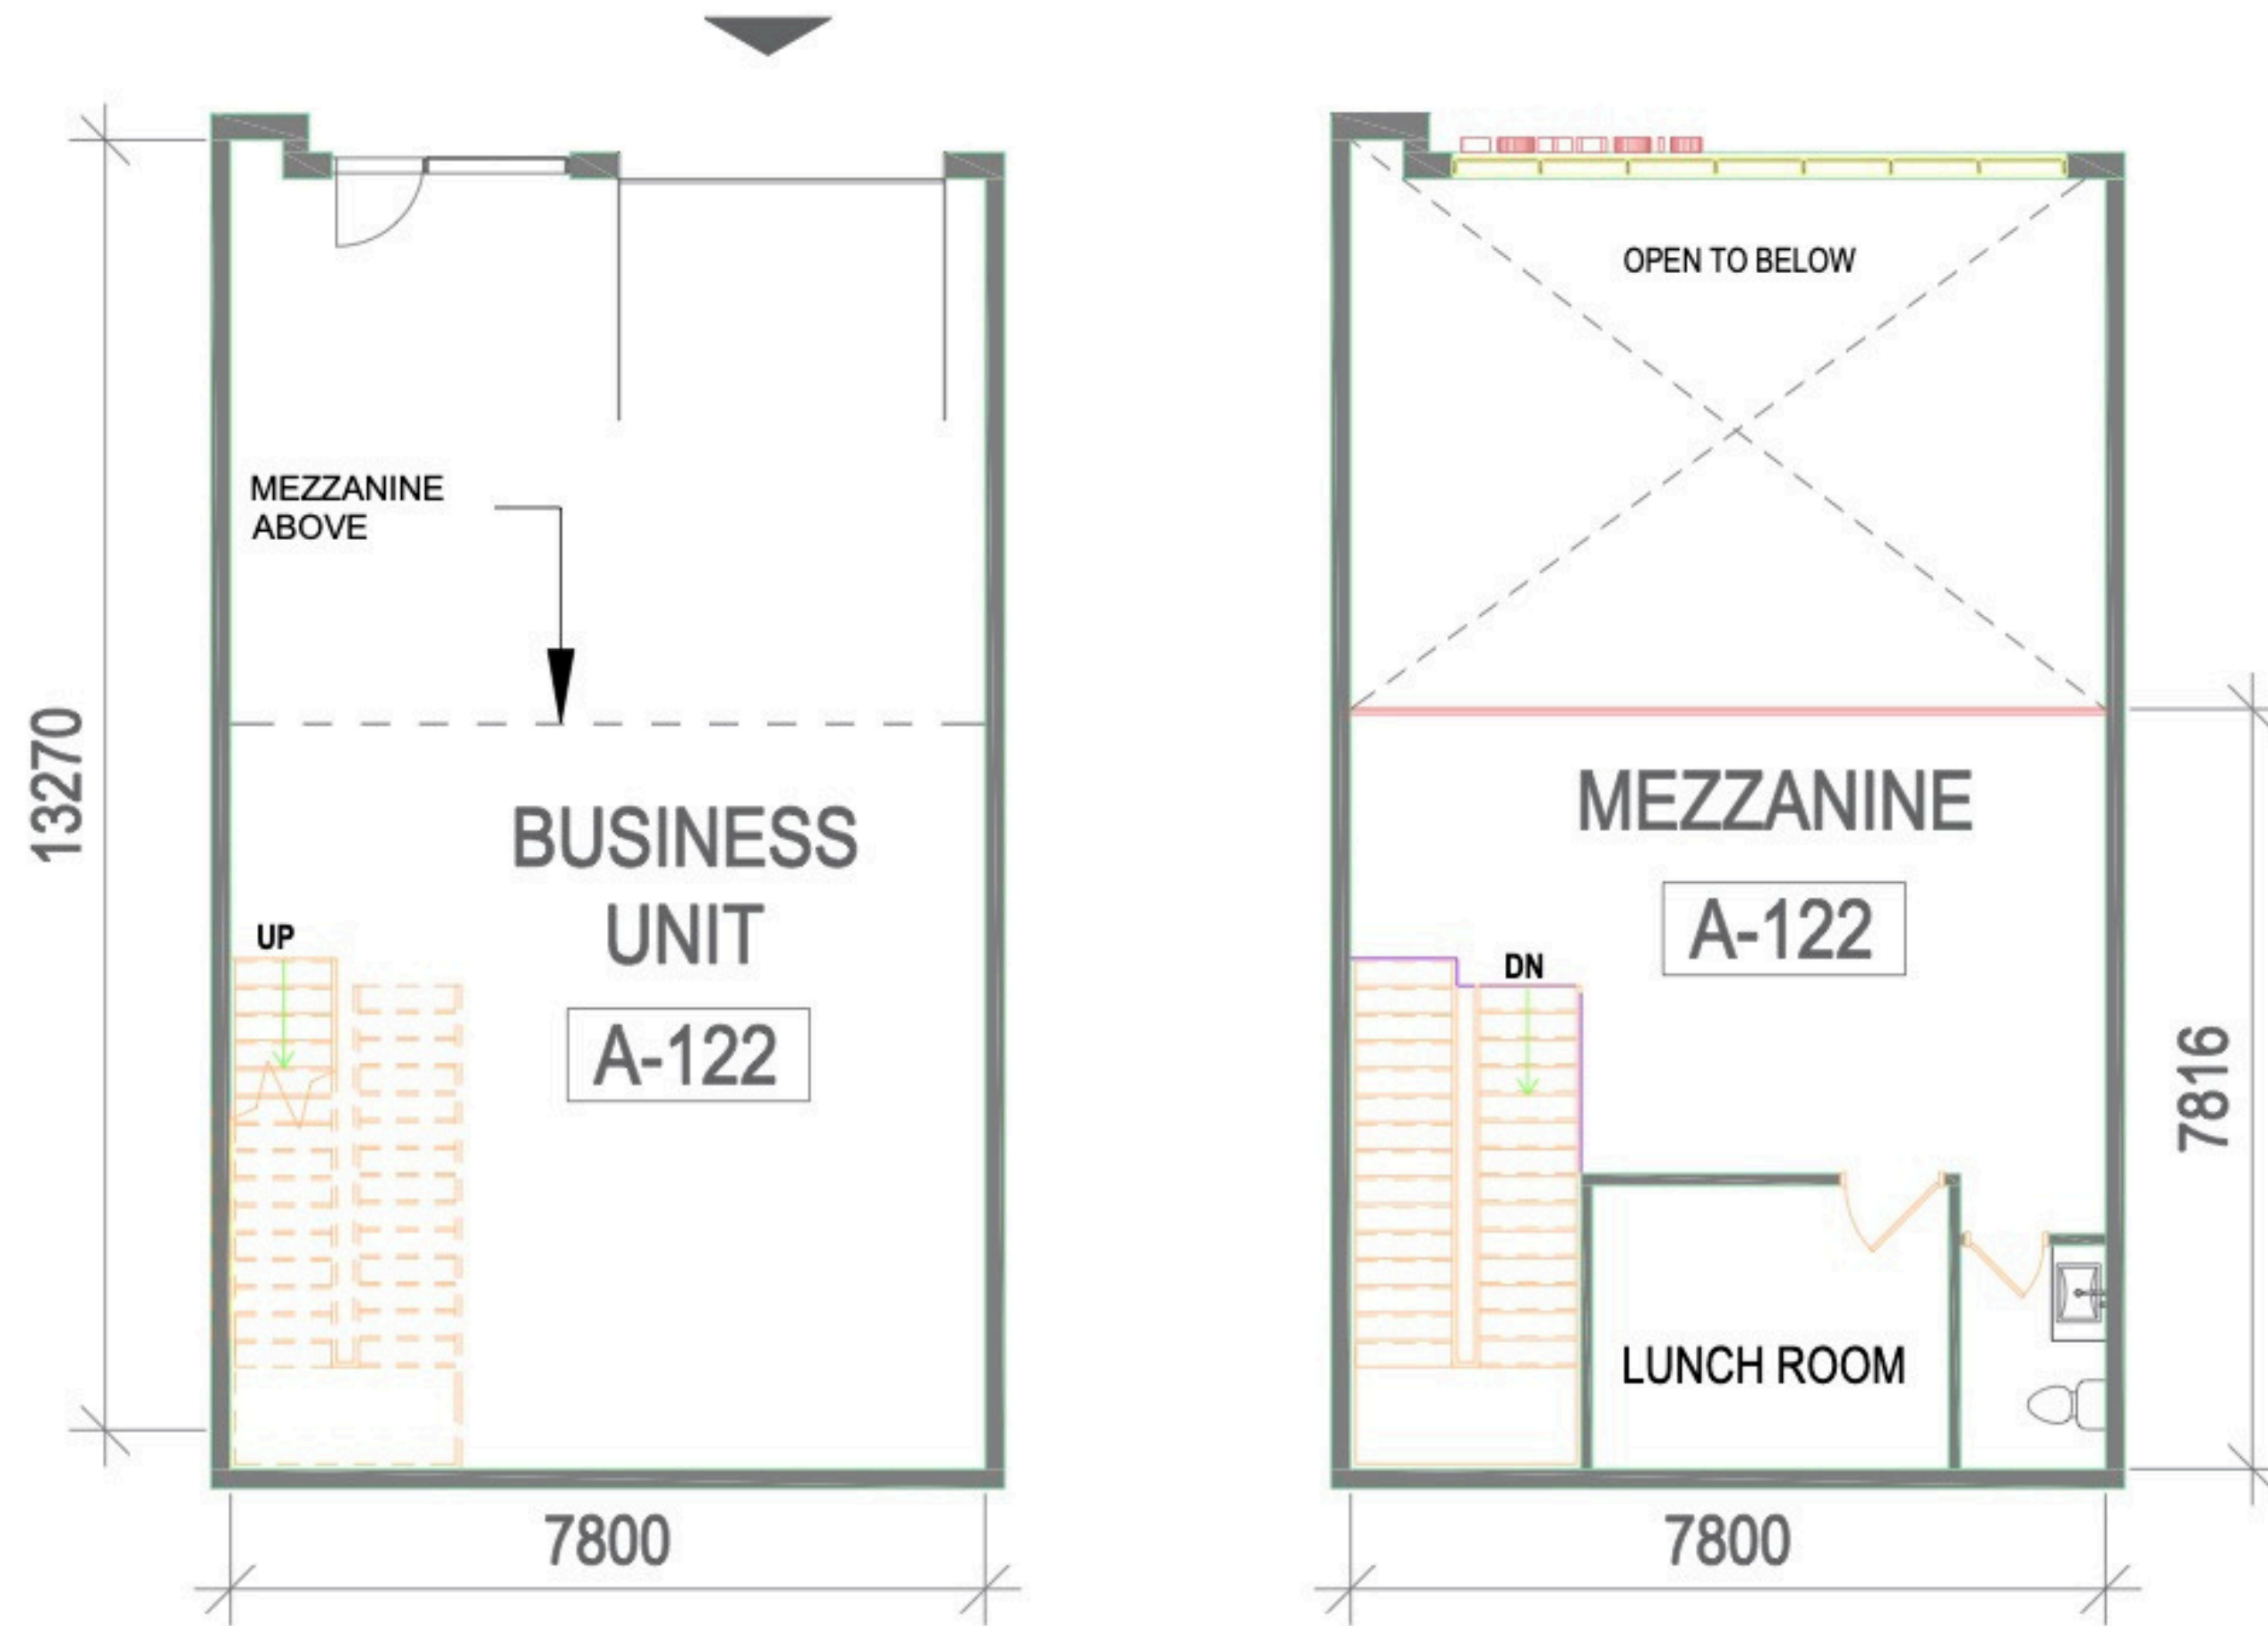 MEZZANINE
ABOVE
13270
BUSINESS
UNIT
A-122
UP
7800
OPEN TO BELOW
MEZZANINE
A-122
DN
7816
LUNCH ROOM
7800